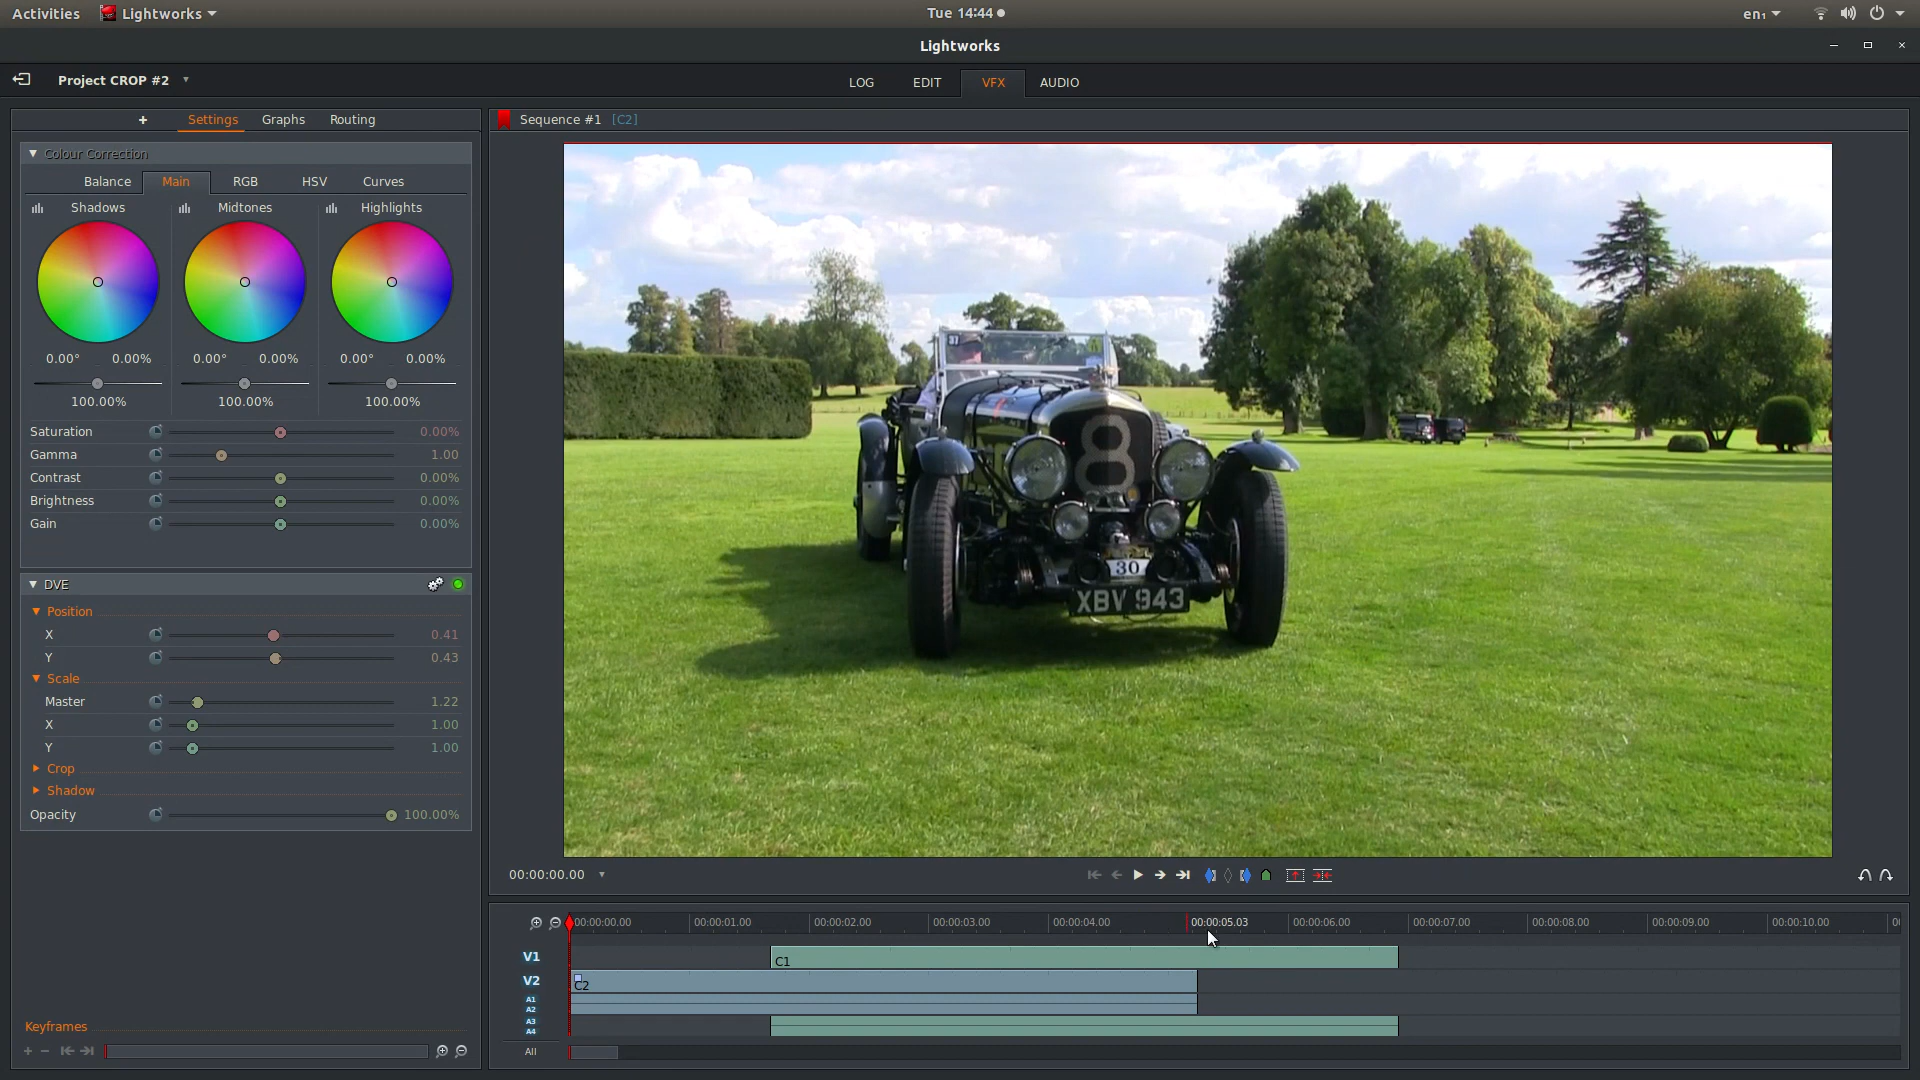 Activities Lightworks Tue 14:44 en₁
Lightworks
Project CROP #2 LOG EDIT VFX AUDIO
+ Settings Graphs Routing
Sequence #1 [C2]
Colour Correction
Balance Main RGB HSV Curves
Shadows Midtones Highlights
0.00° 0.00% 0.00° 0.00% 0.00° 0.00%
100.00% 100.00% 100.00%
Saturation 0.00%
Gamma 1.00
Contrast 0.00%
Brightness 0.00%
Gain 0.00%
DVE
Position
X 0.41
Y 0.43
Scale
Master 1.22
X 1.00
Y 1.00
Crop
Shadow
Opacity 100.00%
Keyframes
37
8
30
XBV 943
00:00:00.00
00:00:00.00 00:00:01.00 00:00:02.00 00:00:03.00 00:00:04.00 00:00:05.03 00:00:06.00 00:00:07.00 00:00:08.00 00:00:09.00 00:00:10.00
V1 C1
V2 C2
A1
A2
A3
A4
All